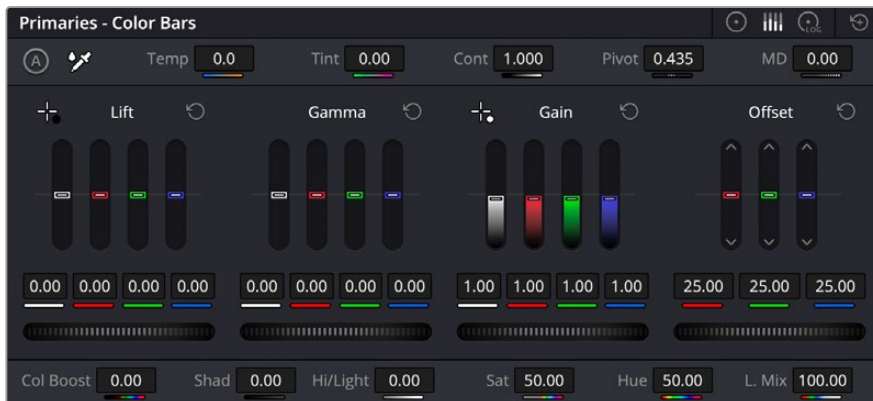 Primaries - Color Bars
LOG
A Temp 0.0 Tint 0.00 Cont 1.000 Pivot 0.435 MD 0.00
Lift Gamma Gain Offset
0.00 0.00 0.00 0.00 0.00 0.00 0.00 0.00 1.00 1.00 1.00 1.00 25.00 25.00 25.00
Col Boost 0.00 Shad 0.00 Hi/Light 0.00 Sat 50.00 Hue 50.00 L. Mix 100.00